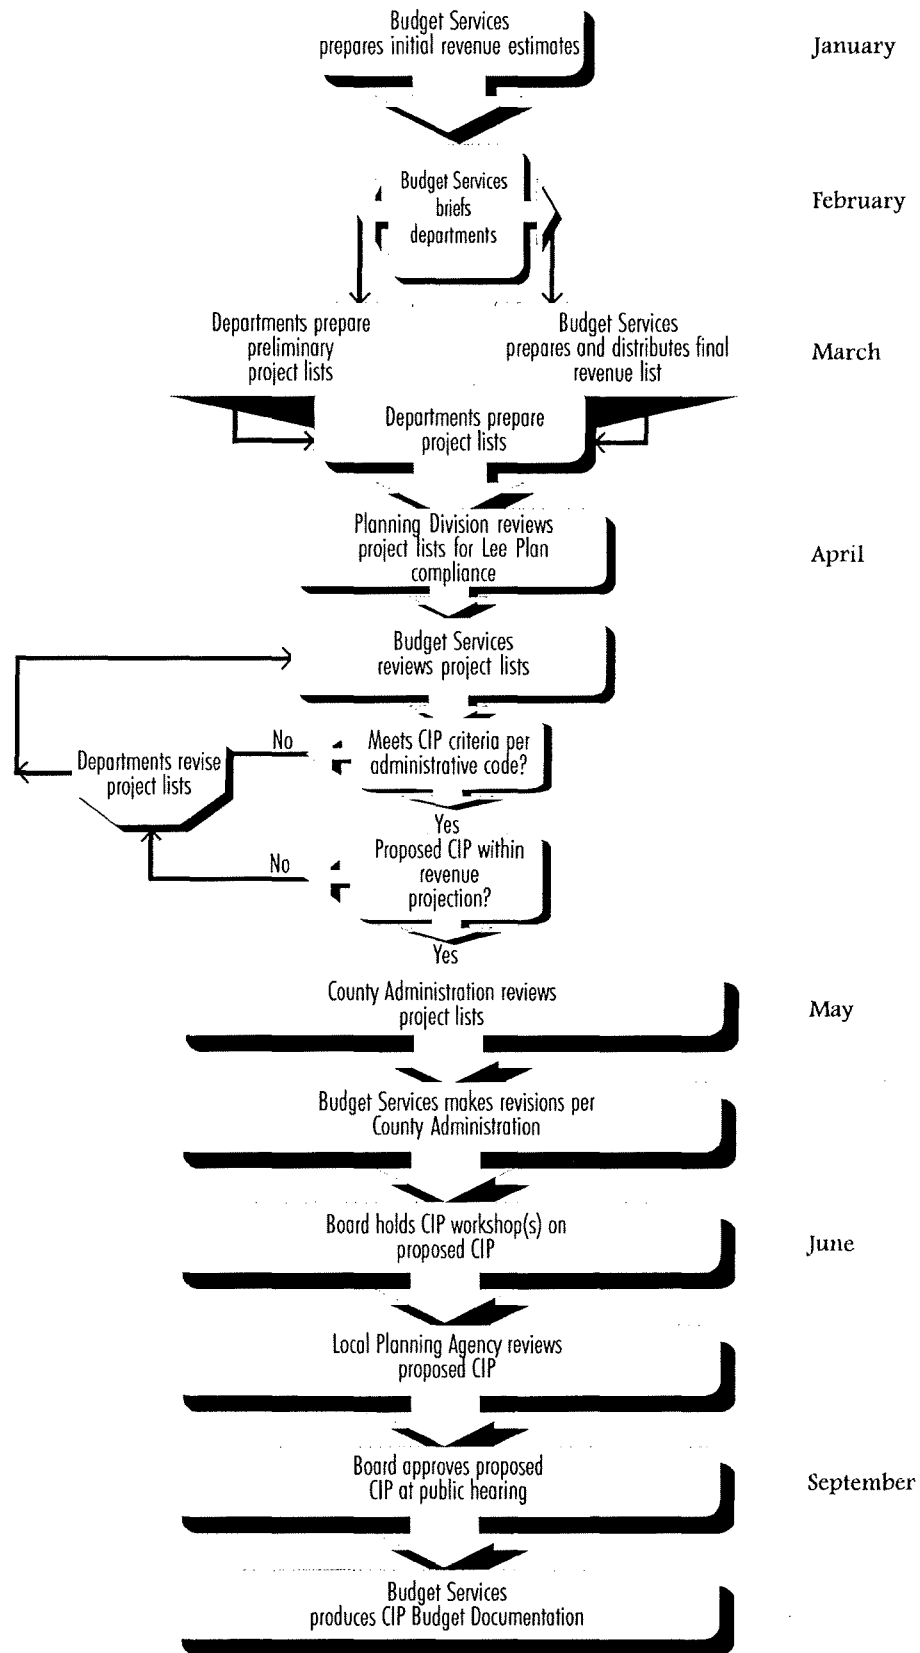 Budget Services
prepares initial revenue estimates
January
Budget Services
briefs
departments
February
Departments prepare
preliminary
project lists
Budget Services
prepares and distributes final
revenue list
March
Departments prepare
project lists
Planning Division reviews
project lists for Lee Plan
compliance
April
Budget Services
reviews project lists
No
Meets CIP criteria per
administrative code?
Departments revise
project lists
Yes
No
Proposed CIP within
revenue
projection?
Yes
County Administration reviews
project lists
May
Budget Services makes revisions per
County Administration
Board holds CIP workshop(s) on
proposed CIP
June
Local Planning Agency reviews
proposed CIP
Board approves proposed
CIP at public hearing
September
Budget Services
produces CIP Budget Documentation